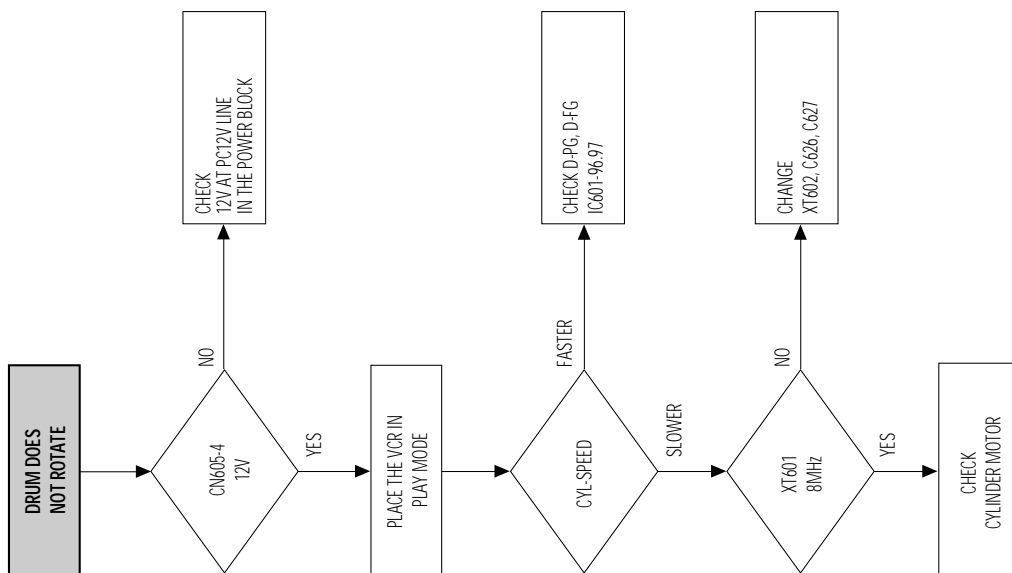 DRUM DOES
NOT ROTATE
CN605-4
12V
NO
CHECK
12V AT PC12V LINE
IN THE POWER BLOCK
YES
PLACE THE VCR IN
PLAY MODE
CYL-SPEED
FASTER
CHECK D-PG, D-FG
IC601-96.97
SLOWER
XT601
8MHz
NO
CHANGE
XT602, C626, C627
YES
CHECK
CYLINDER MOTOR